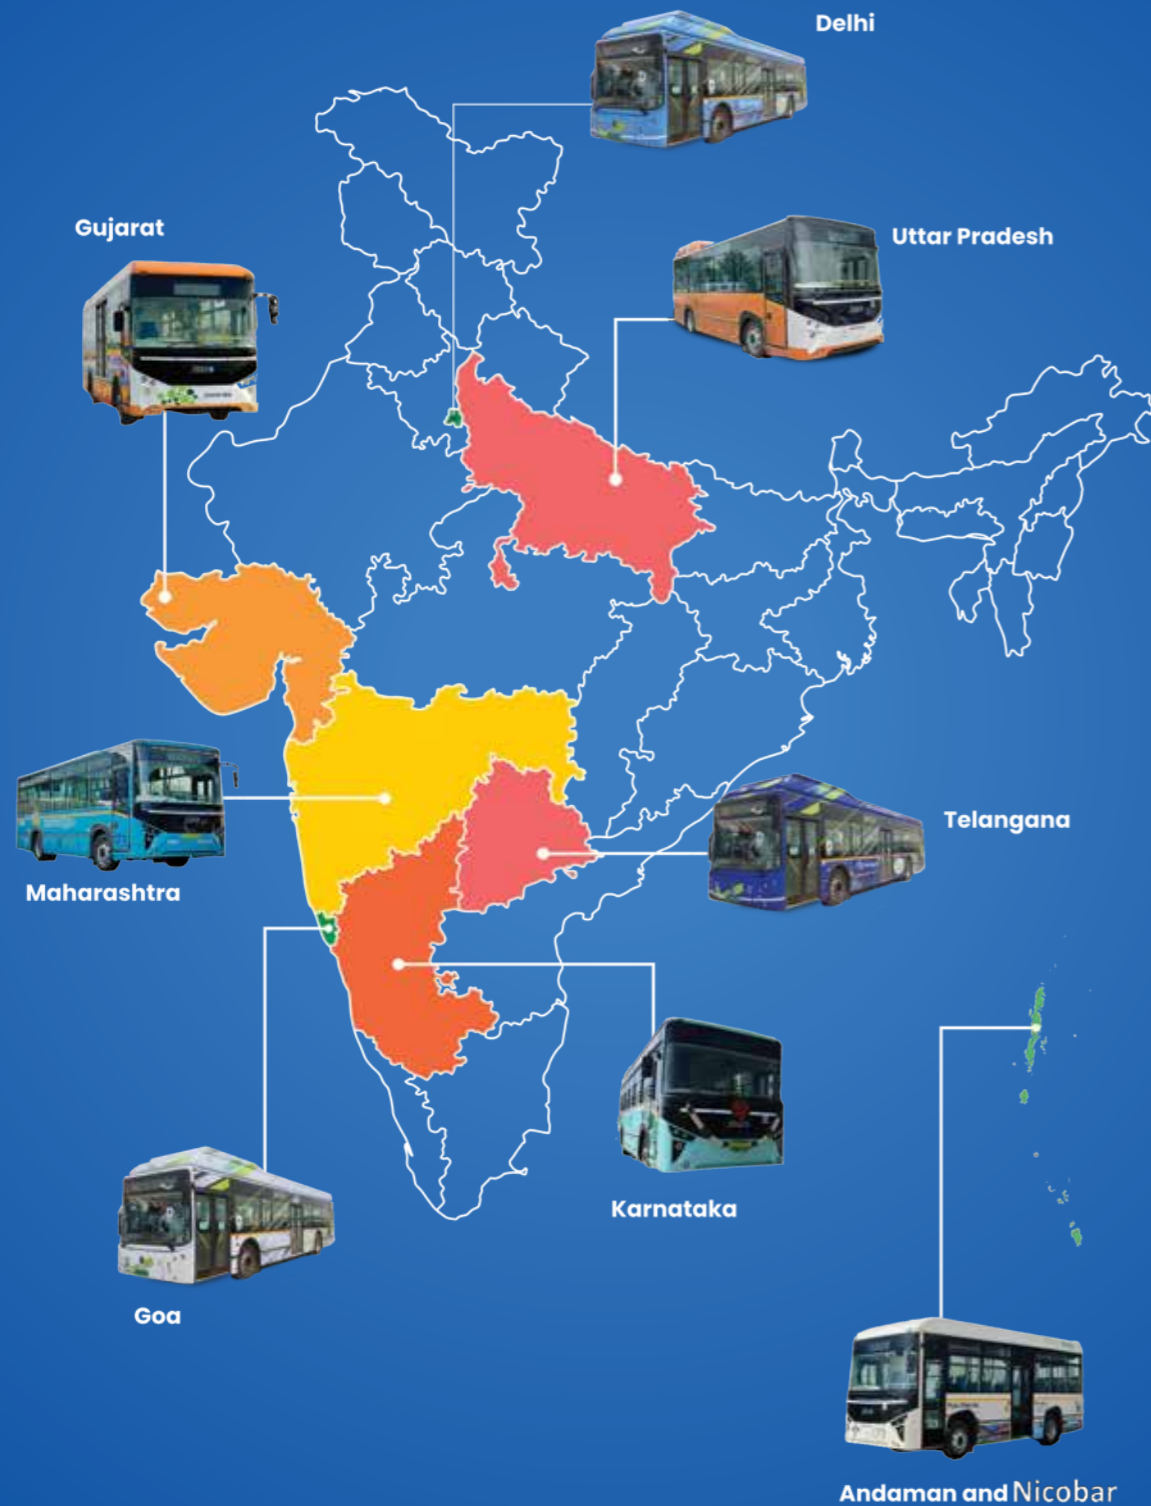 Delhi
Gujarat
Uttar Pradesh
Maharashtra
Telangana
Karnataka
Goa
Andaman and Nicobar